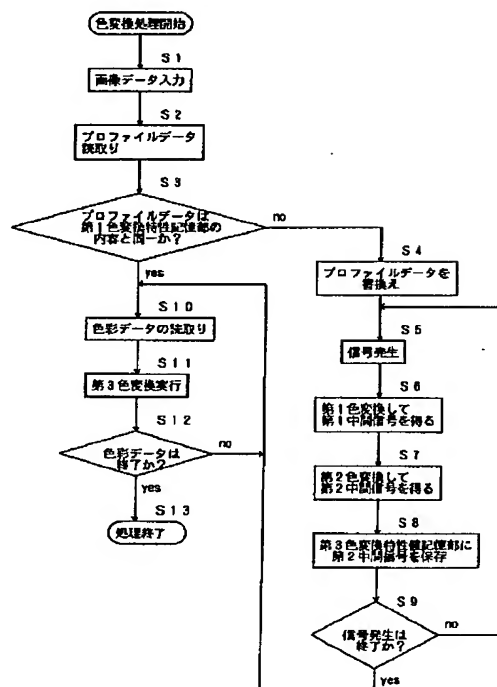 色変換処理開始
S1
画像データ入力
S2
プロファイルデータ
読取り
S3
プロファイルデータは
第1色変換特性記憶部の
内容と同一か？
no
yes
S4
プロファイルデータを
書換え
S5
信号発生
S6
第1色変換して
第1中間信号を得る
S7
第2色変換して
第2中間信号を得る
S8
第3色変換特性値記憶部に
第2中間信号を保存
S9
信号発生は
終了か？
no
yes
S10
色彩データの読取り
S11
第3色変換実行
S12
色彩データは
終了か？
no
yes
S13
処理終了